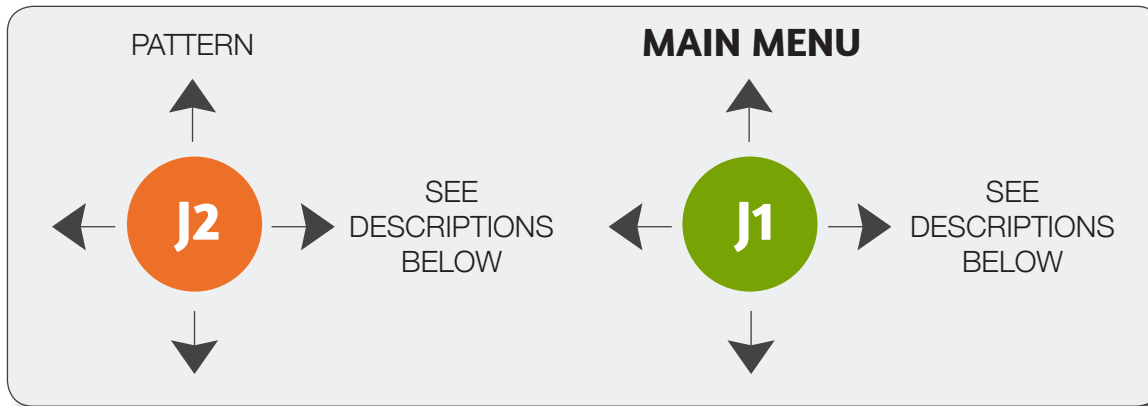 PATTERN
MAIN MENU
J2
SEE
DESCRIPTIONS
BELOW
J1
SEE
DESCRIPTIONS
BELOW